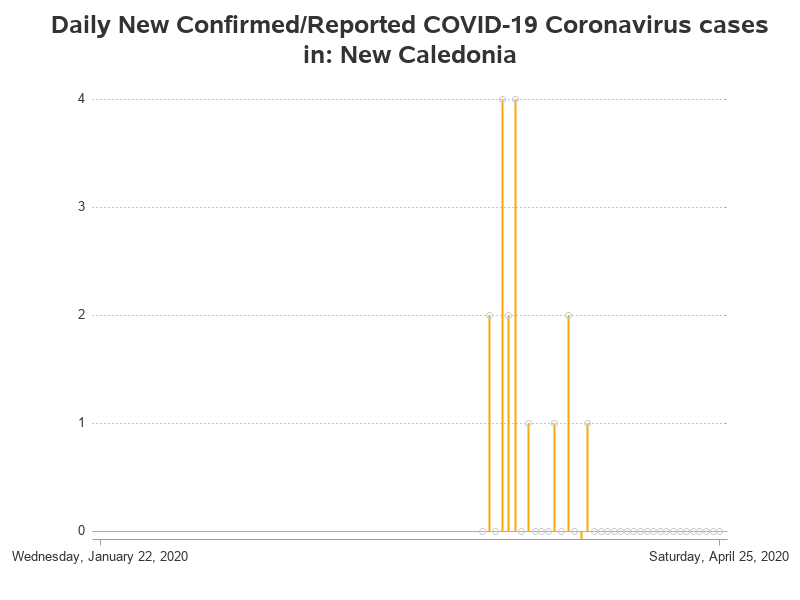 Daily New Confirmed/Reported COVID-19 Coronavirus cases
in: New Caledonia
4
3
2
1
0
Wednesday, January 22, 2020
Saturday, April 25, 2020